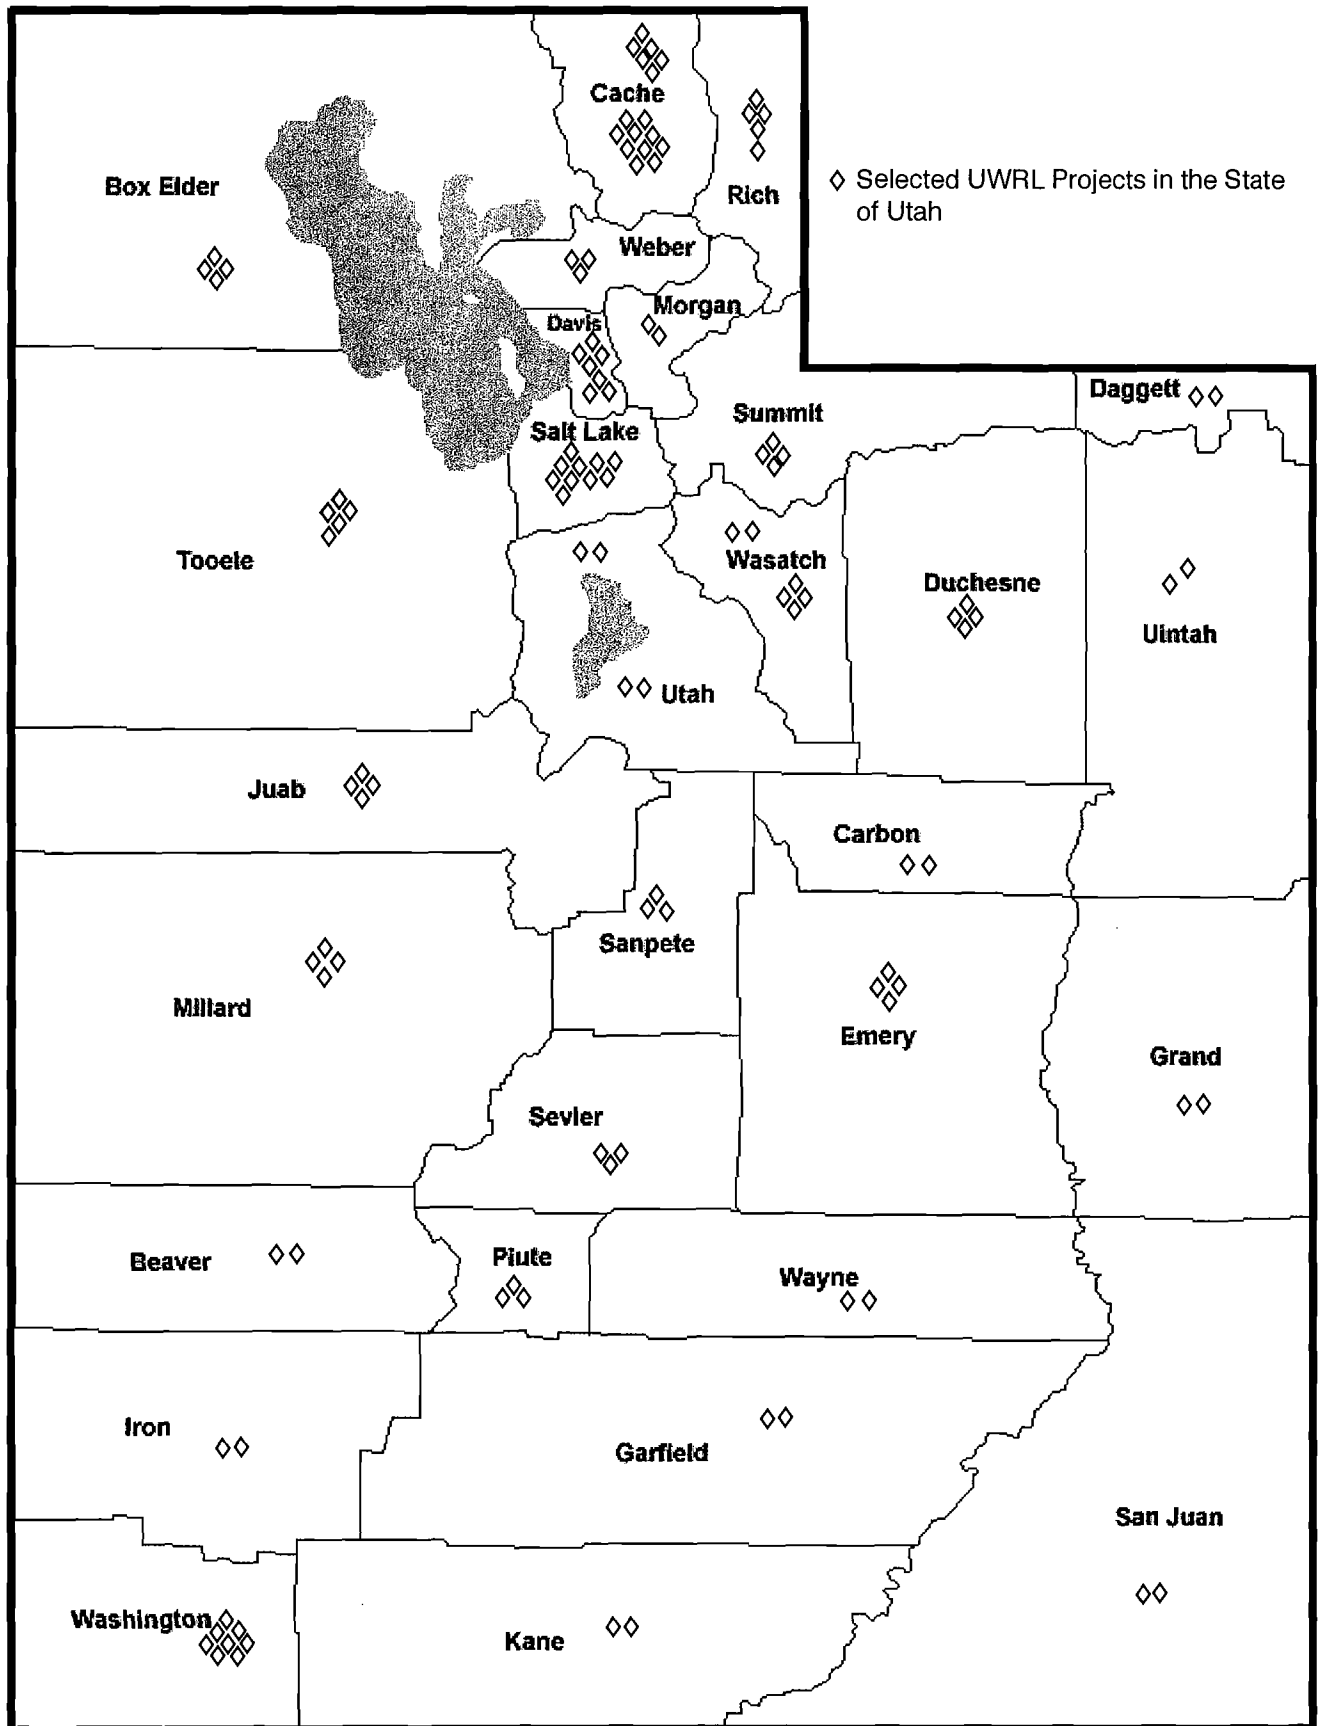 Cache
Box Elder
Rich
◊ Selected UWRL Projects in the State
of Utah
Weber
Morgan
Davis
Daggett
Summit
Salt Lake
Tooele
Wasatch
Duchesne
Uintah
Utah
Juab
Carbon
Sanpete
Millard
Emery
Grand
Sevier
Beaver
Piute
Wayne
Iron
Garfield
San Juan
Washington
Kane